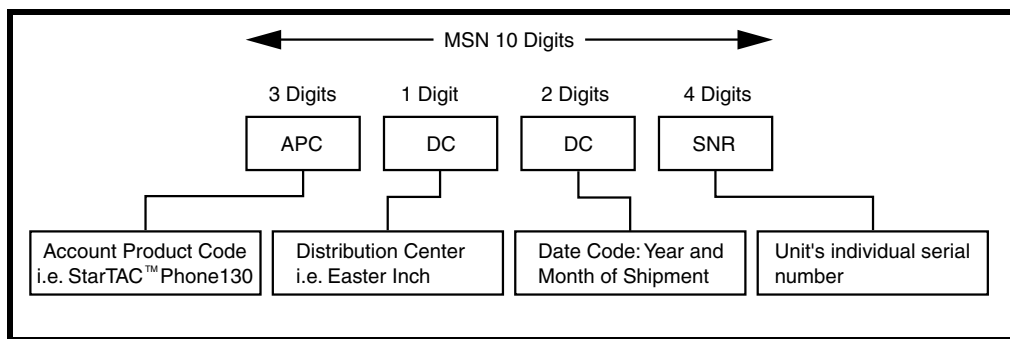 MSN 10 Digits
3 Digits
1 Digit
2 Digits
4 Digits
APC
DC
DC
SNR
Account Product Code
i.e. StarTAC™Phone130
Distribution Center
i.e. Easter Inch
Date Code: Year and
Month of Shipment
Unit's individual serial
number